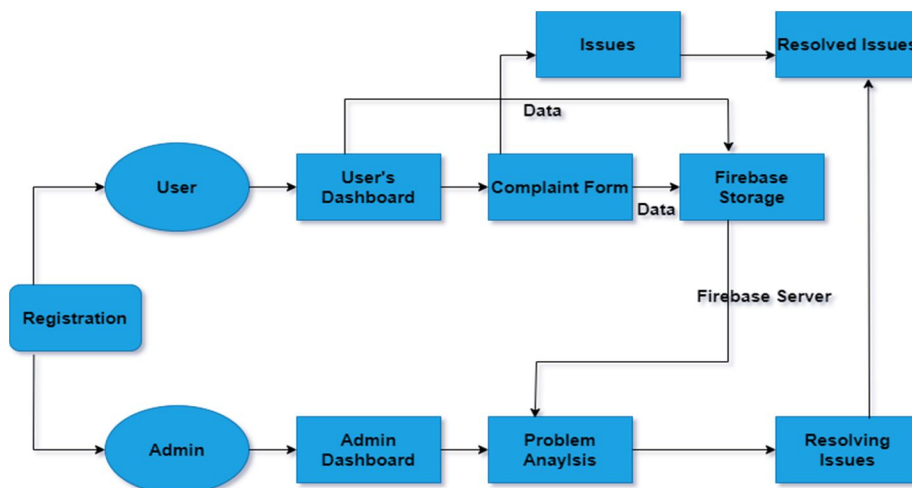 Issues
Resolved Issues
Data
User
User's
Dashboard
Complaint Form
Firebase
Storage
Data
Firebase Server
Registration
Admin
Admin
Dashboard
Problem
Anaylsis
Resolving
Issues